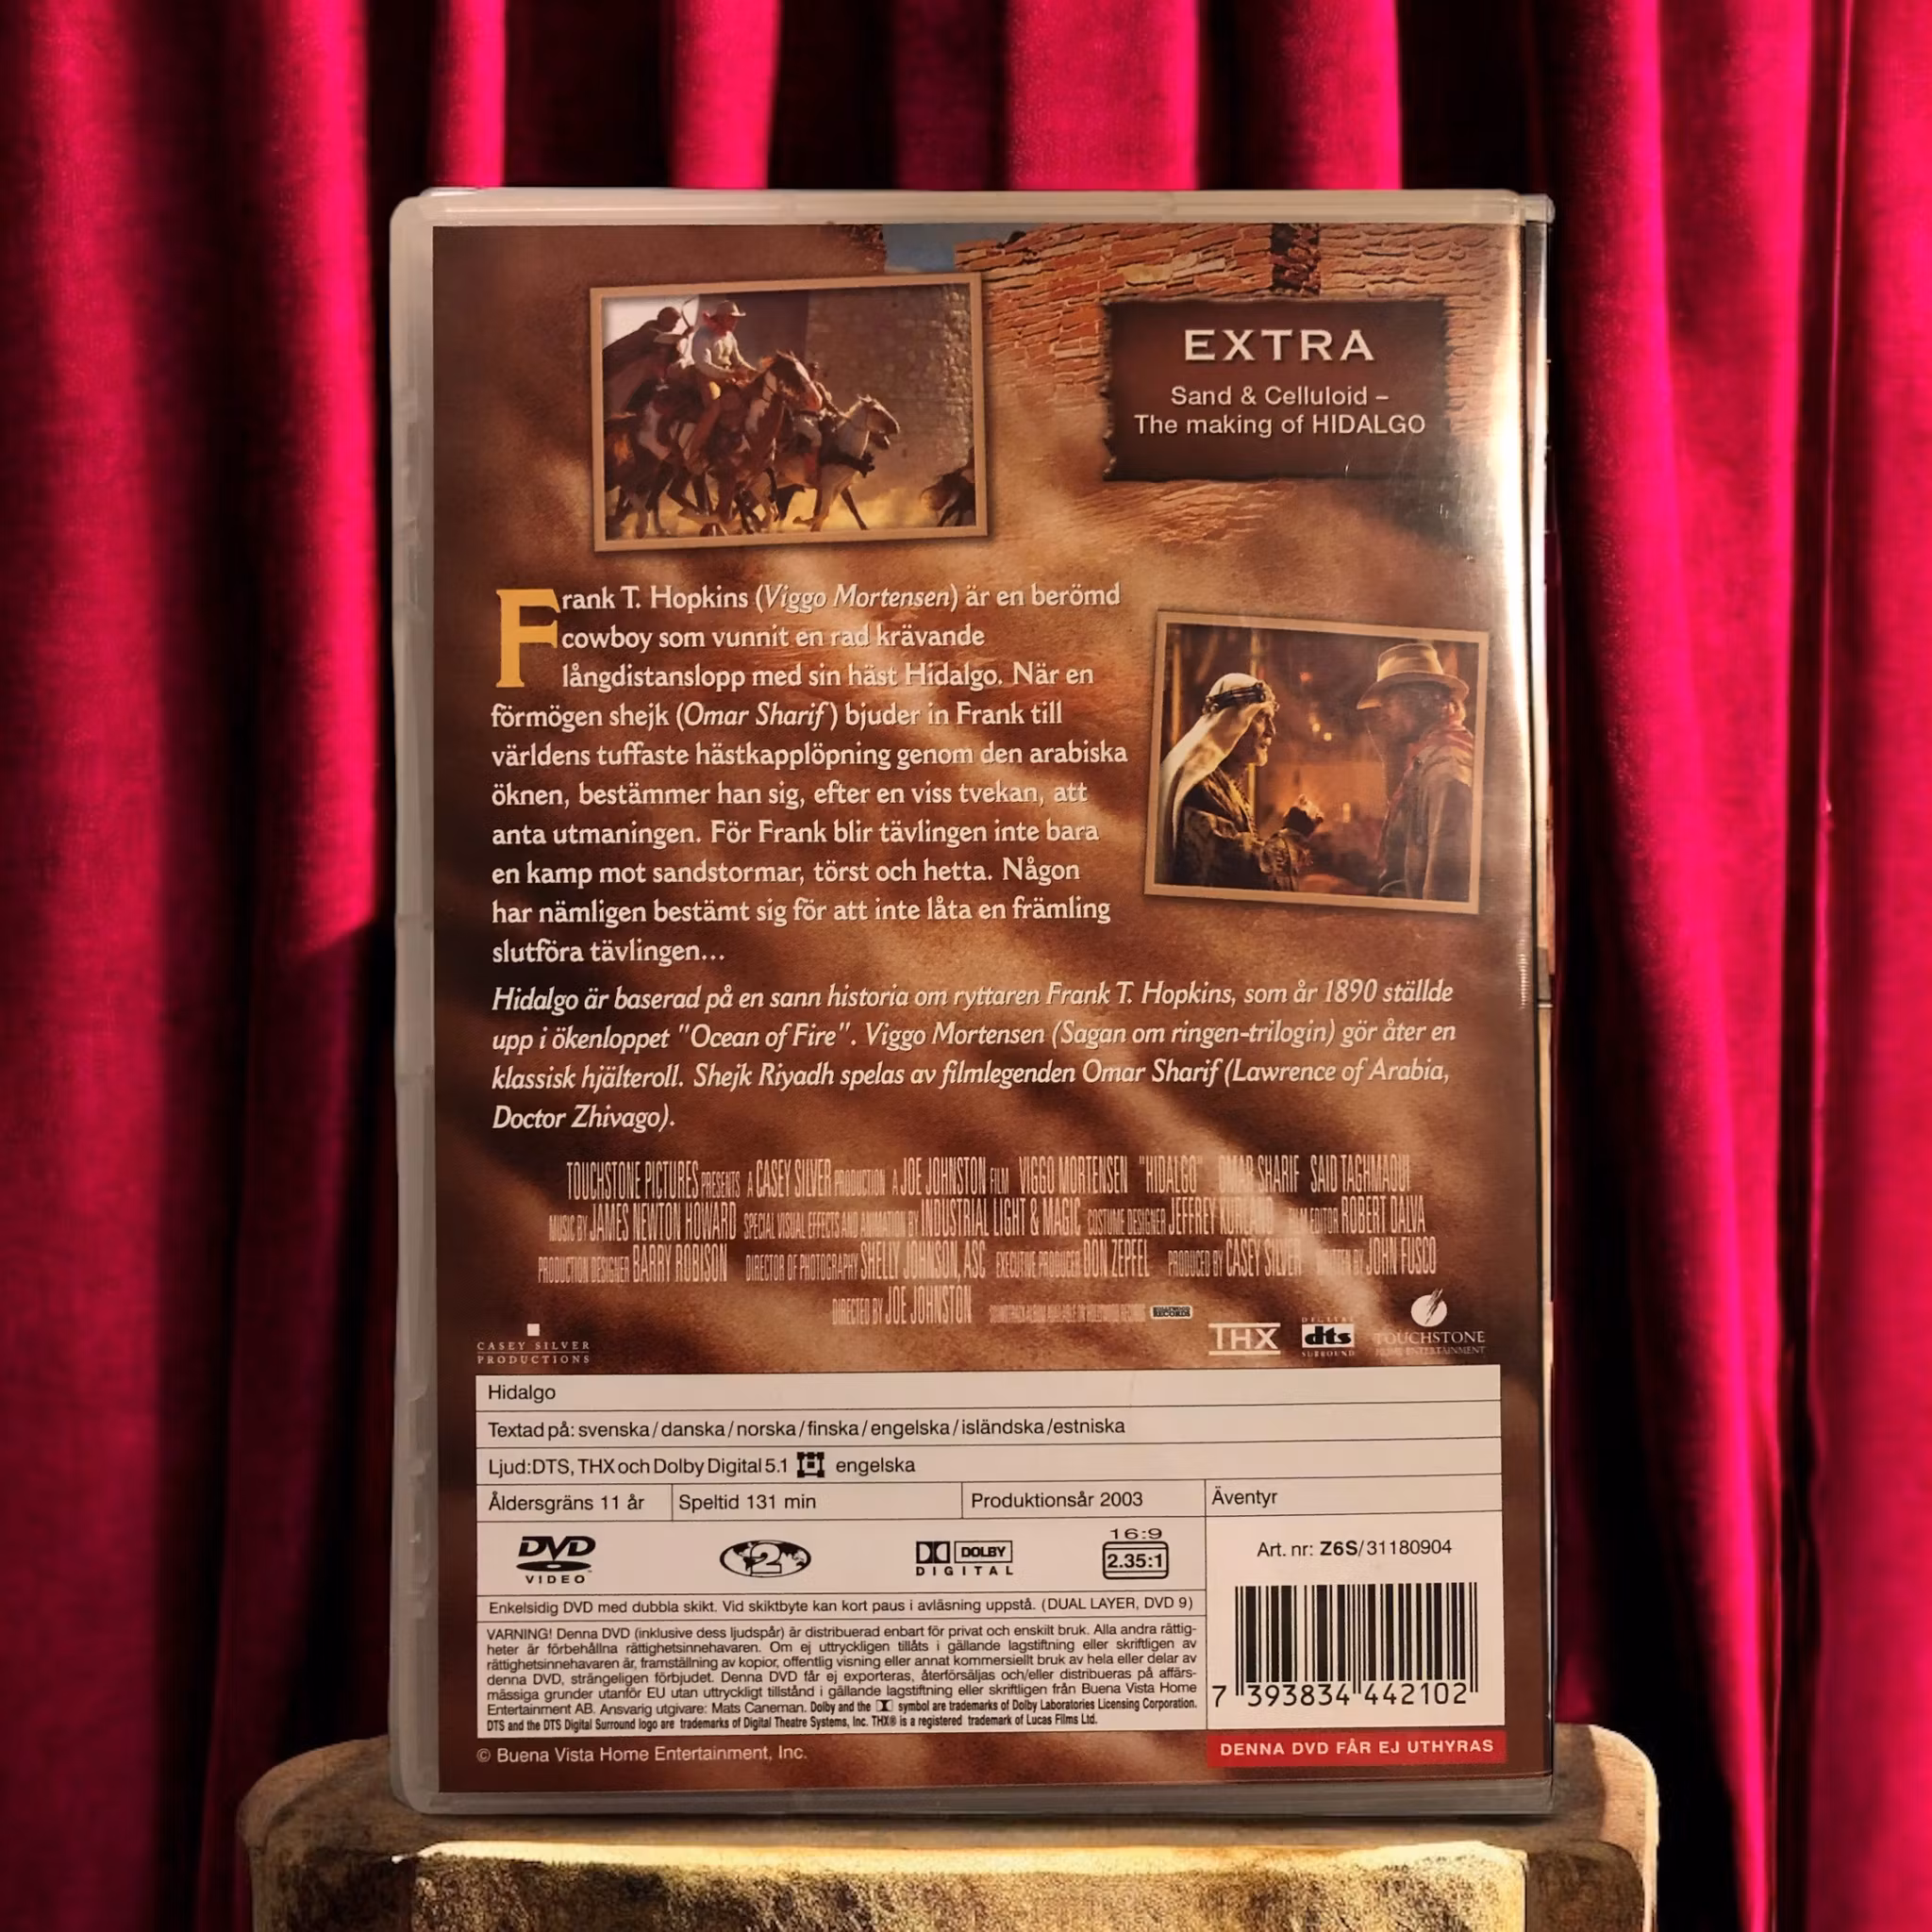 EXTRA
Sand & Celluloid –
The making of HIDALGO
Frank T. Hopkins (Viggo Mortensen) är en berömd
cowboy som vunnit en rad krävande
långdistanslopp med sin häst Hidalgo. När en
förmögen shejk (Omar Sharif) bjuder in Frank till
världens tuffaste hästkapplöpning genom den arabiska
öknen, bestämmer han sig, efter en viss tvekan, att
anta utmaningen. För Frank blir tävlingen inte bara
en kamp mot sandstormar, törst och hetta. Någon
har nämligen bestämt sig för att inte låta en främling
slutföra tävlingen...
Hidalgo är baserad på en sann historia om ryttaren Frank T. Hopkins, som år 1890 ställde
upp i ökenloppet "Ocean of Fire". Viggo Mortensen (Sagan om ringen-trilogin) gör åter en
klassisk hjälteroll. Shejk Riyadh spelas av filmlegenden Omar Sharif (Lawrence of Arabia,
Doctor Zhivago).
TOUCHSTONE PICTURES PRESENTS A CASEY SILVER PRODUCTION A JOE JOHNSTON FILM VIGGO MORTENSEN "HIDALGO" OMAR SHARIF SAID TAGHMAOUI
MUSIC BY JAMES NEWTON HOWARD SPECIAL VISUAL EFFECTS AND ANIMATION BY INDUSTRIAL LIGHT & MAGIC COSTUME DESIGNER JEFFREY FILM EDITOR ROBERT DALVA
PRODUCTION DESIGNER BARRY ROBISON DIRECTOR OF PHOTOGRAPHY SHELLY JOHNSON, ASC EXECUTIVE PRODUCER DON ZEPFEL PRODUCED BY CASEY SILVER WRITTEN BY JOHN FUSCO
DIRECTED BY JOE JOHNSTON SOUNDTRACK ALBUM AVAILABLE ON HOLLYWOOD RECORDS
CASEY SILVER
PRODUCTIONS
THX
DIGITAL
dts
SURROUND
TOUCHSTONE
HOME ENTERTAINMENT
Hidalgo
Textad på: svenska/danska/norska/finska/engelska/isländska/estniska
Ljud: DTS, THX och Dolby Digital 5.1 engelska
Åldersgräns 11 år Speltid 131 min Produktionsår 2003 Äventyr
DVD
VIDEO
2
DOLBY
DIGITAL
16:9
2.35:1
Art. nr: Z6S/31180904
Enkelsidig DVD med dubbla skikt. Vid skiktbyte kan kort paus i avläsning uppstå. (DUAL LAYER, DVD 9)
VARNING! Denna DVD (inklusive dess ljudspår) är distribuerad enbart för privat och enskilt bruk. Alla andra rättig-
heter är förbehållna rättighetsinnehavaren. Om ej uttryckligen tillåts i gällande lagstiftning eller skriftligen av
rättighetsinnehavaren är, framställning av kopior, offentlig visning eller annat kommersiellt bruk av hela eller delar av
denna DVD, strängeligen förbjudet. Denna DVD får ej exporteras, återförsäljas och/eller distribueras på affärs-
mässiga grunder utanför EU utan uttryckligt tillstånd i gällande lagstiftning eller skriftligen från Buena Vista Home
Entertainment AB. Ansvarig utgivare: Mats Caneman. Dolby and the symbol are trademarks of Dolby Laboratories Licensing Corporation.
DTS and the DTS Digital Surround logo are trademarks of Digital Theatre Systems, Inc. THX® is a registered trademark of Lucas Films Ltd.
7 393834 442102
© Buena Vista Home Entertainment, Inc.
DENNA DVD FÅR EJ UTHYRAS